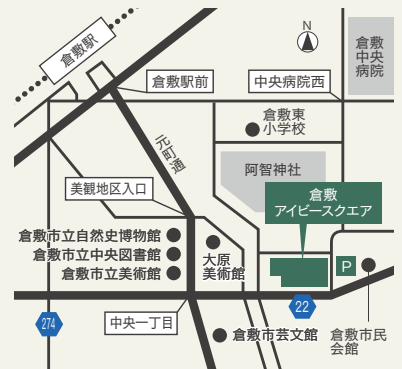 倉敷駅
N
倉敷
中央
病院
倉敷駅前
中央病院西
倉敷東
小学校
元町通
阿智神社
美観地区入口
倉敷
アイビースクエア
倉敷市立自然史博物館
倉敷市立中央図書館
倉敷市立美術館
大原
美術館
P
22
274
中央一丁目
倉敷市芸文館
倉敷市民
会館